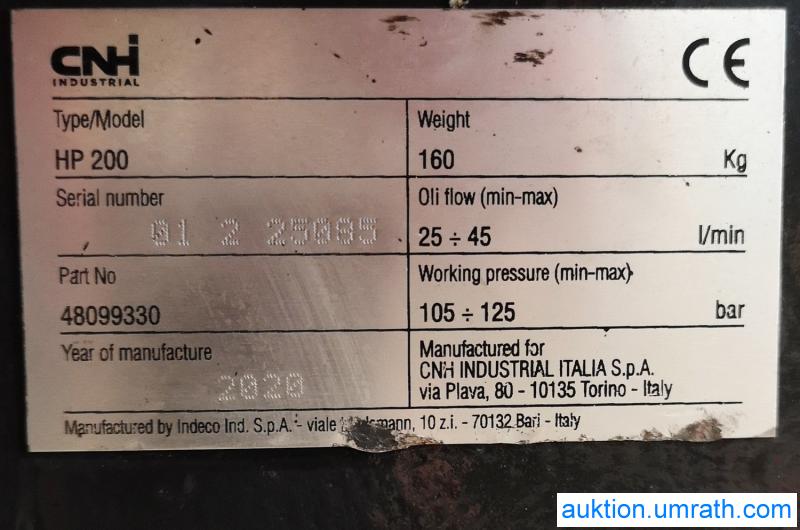 CNH
INDUSTRIAL
CE
Type/Model
HP 200
Weight
160 Kg
Serial number
01 2 25085
Oli flow (min-max)
25 ÷ 45 l/min
Part No
48099330
Working pressure (min-max)
105 ÷ 125 bar
Year of manufacture
2020
Manufactured for
CNH INDUSTRIAL ITALIA S.p.A.
via Plava, 80 - 10135 Torino - Italy
Manufactured by Indeco Ind. S.p.A. - viale 10 z.i. - 70132 Bari - Italy
auktion.umrath.com